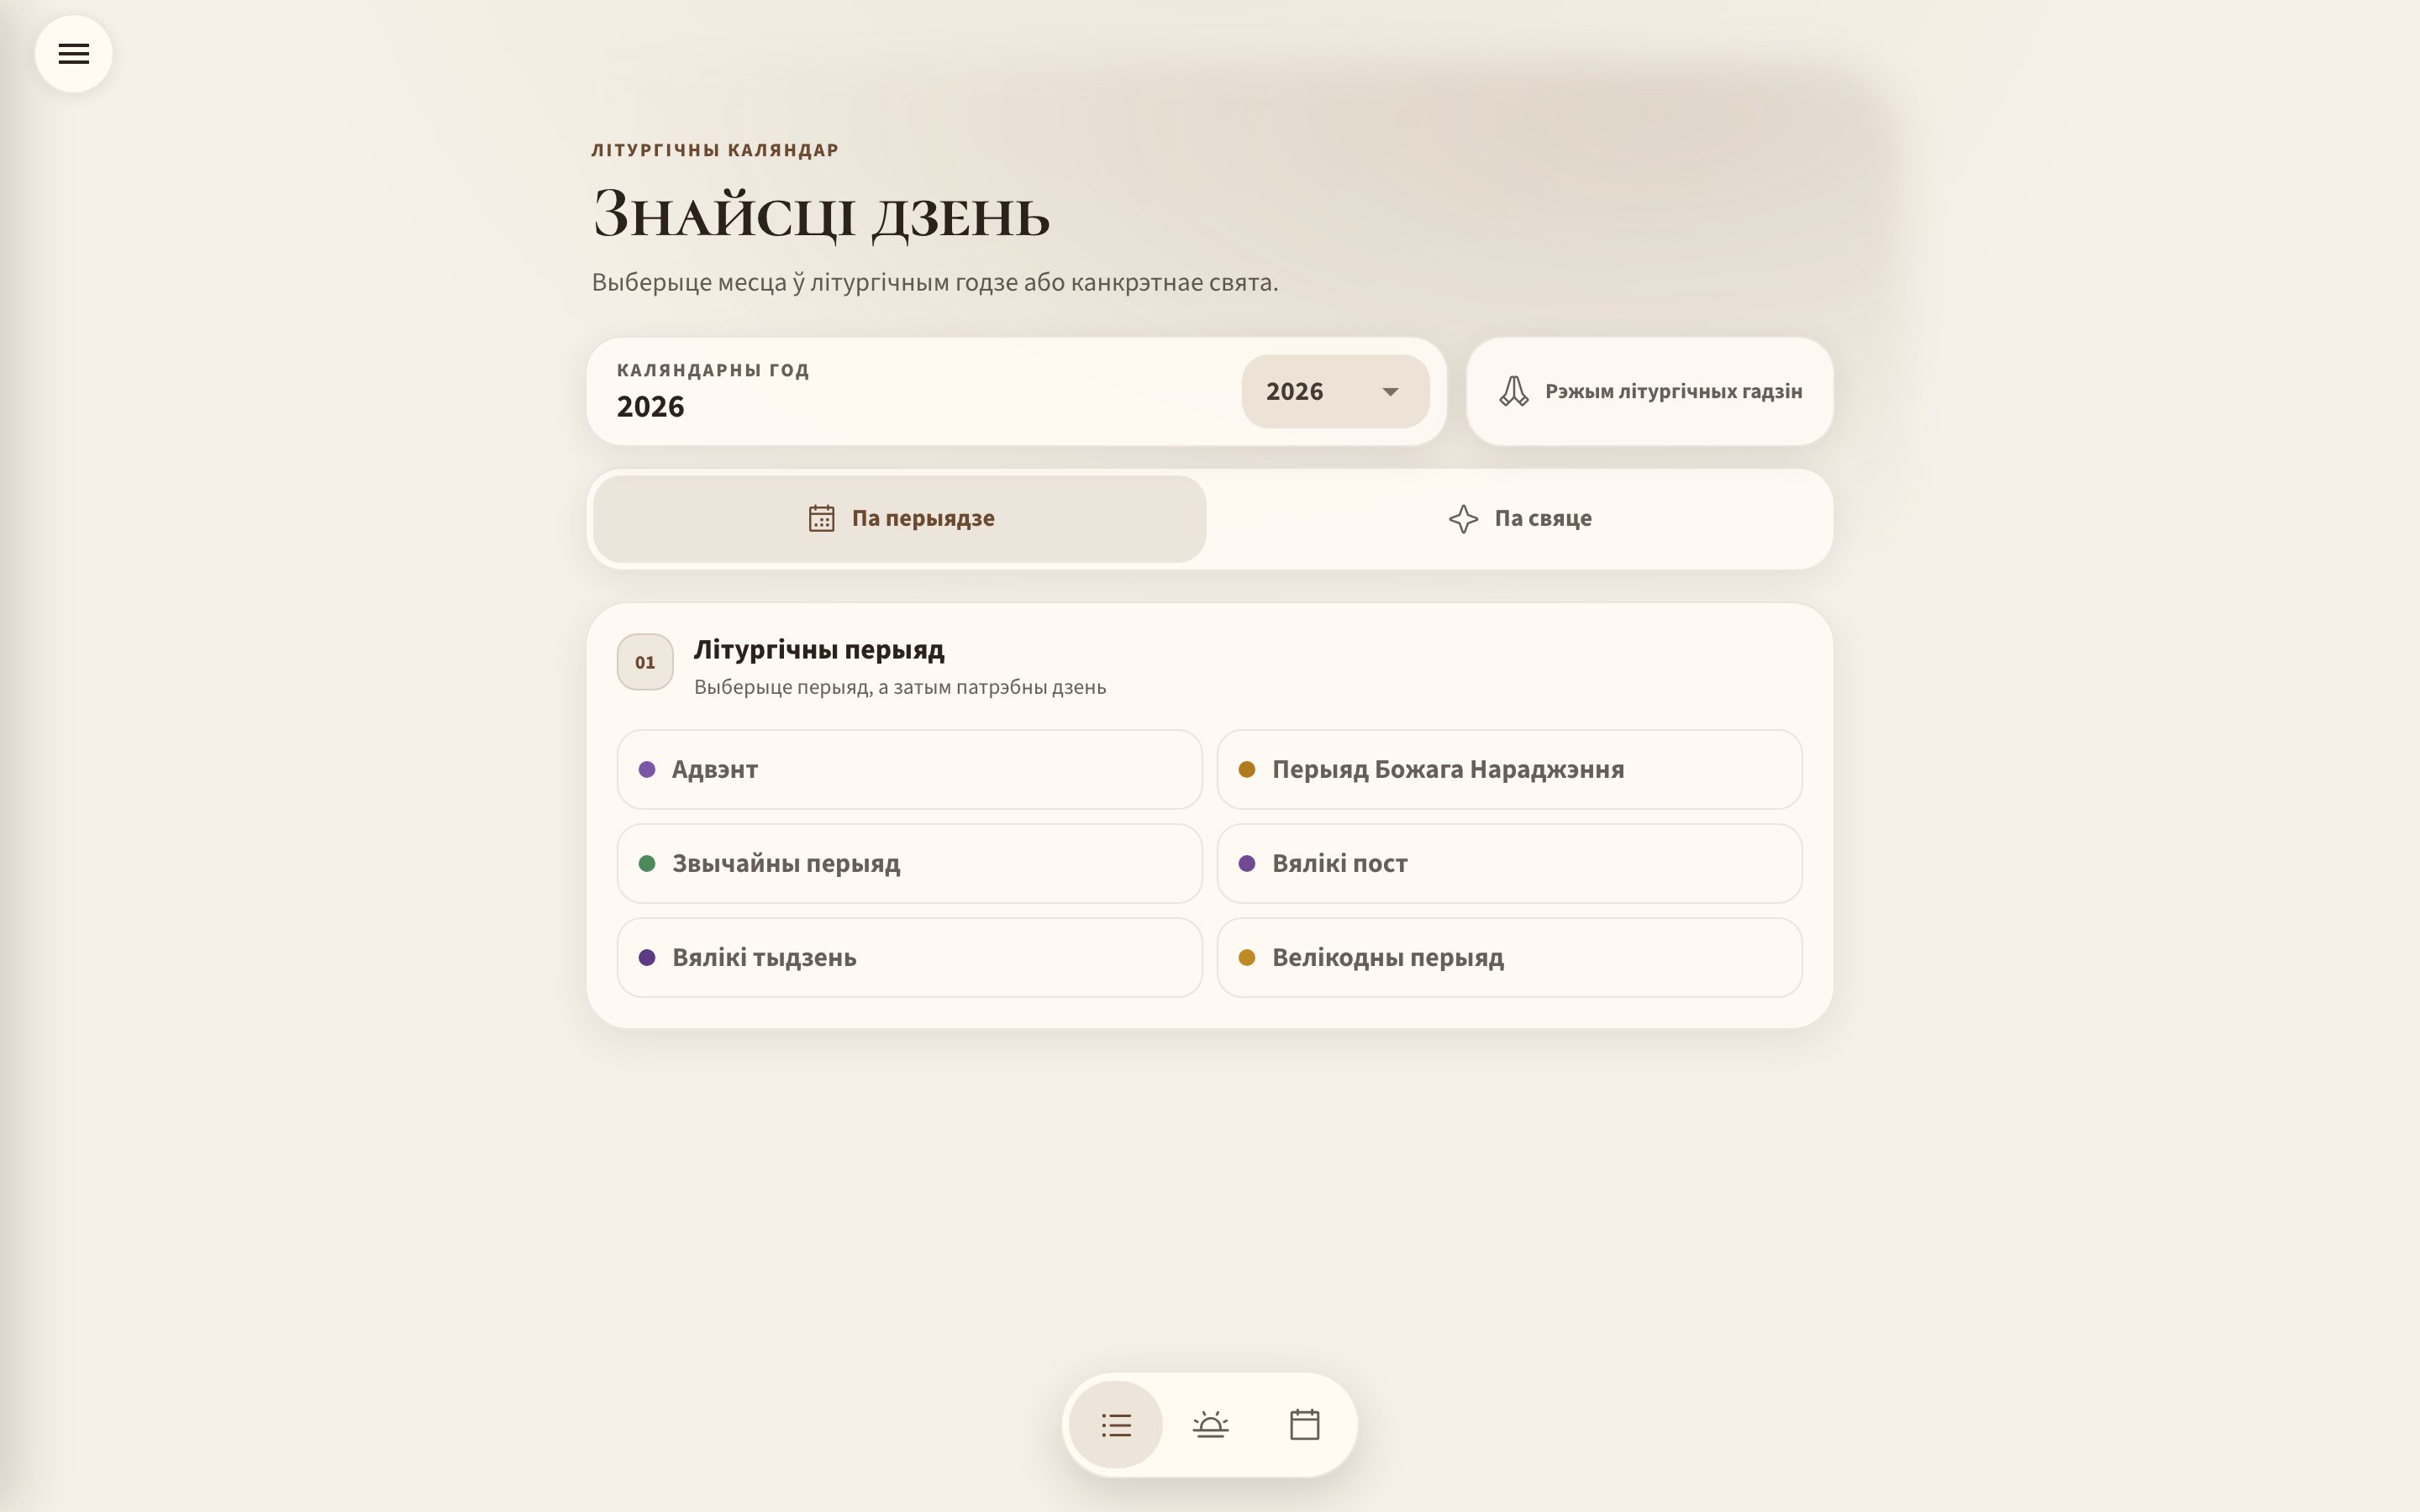 ЛІТУРГІЧНЫ КАЛЯНДАР
Знайсці дзень
Выберыце месца ў літургічным годзе або канкрэтнае свята.
КАЛЯНДАРНЫ ГОД
2026
2026
Рэжым літургічных гадзін
Па перыядзе
Па свяце
01
Літургічны перыяд
Выберыце перыяд, а затым патрэбны дзень
Адвэнт
Перыяд Божага Нараджэння
Звычайны перыяд
Вялікі пост
Вялікі тыдзень
Велікодны перыяд